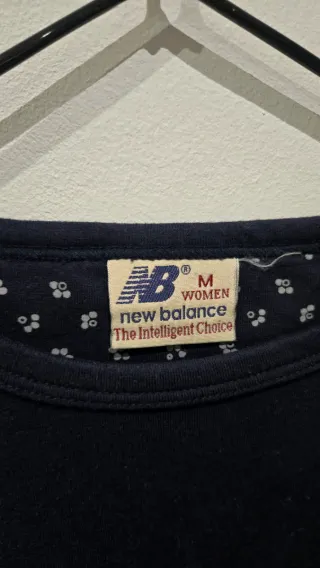 NB® M
WOMEN
new balance
The Intelligent Choice